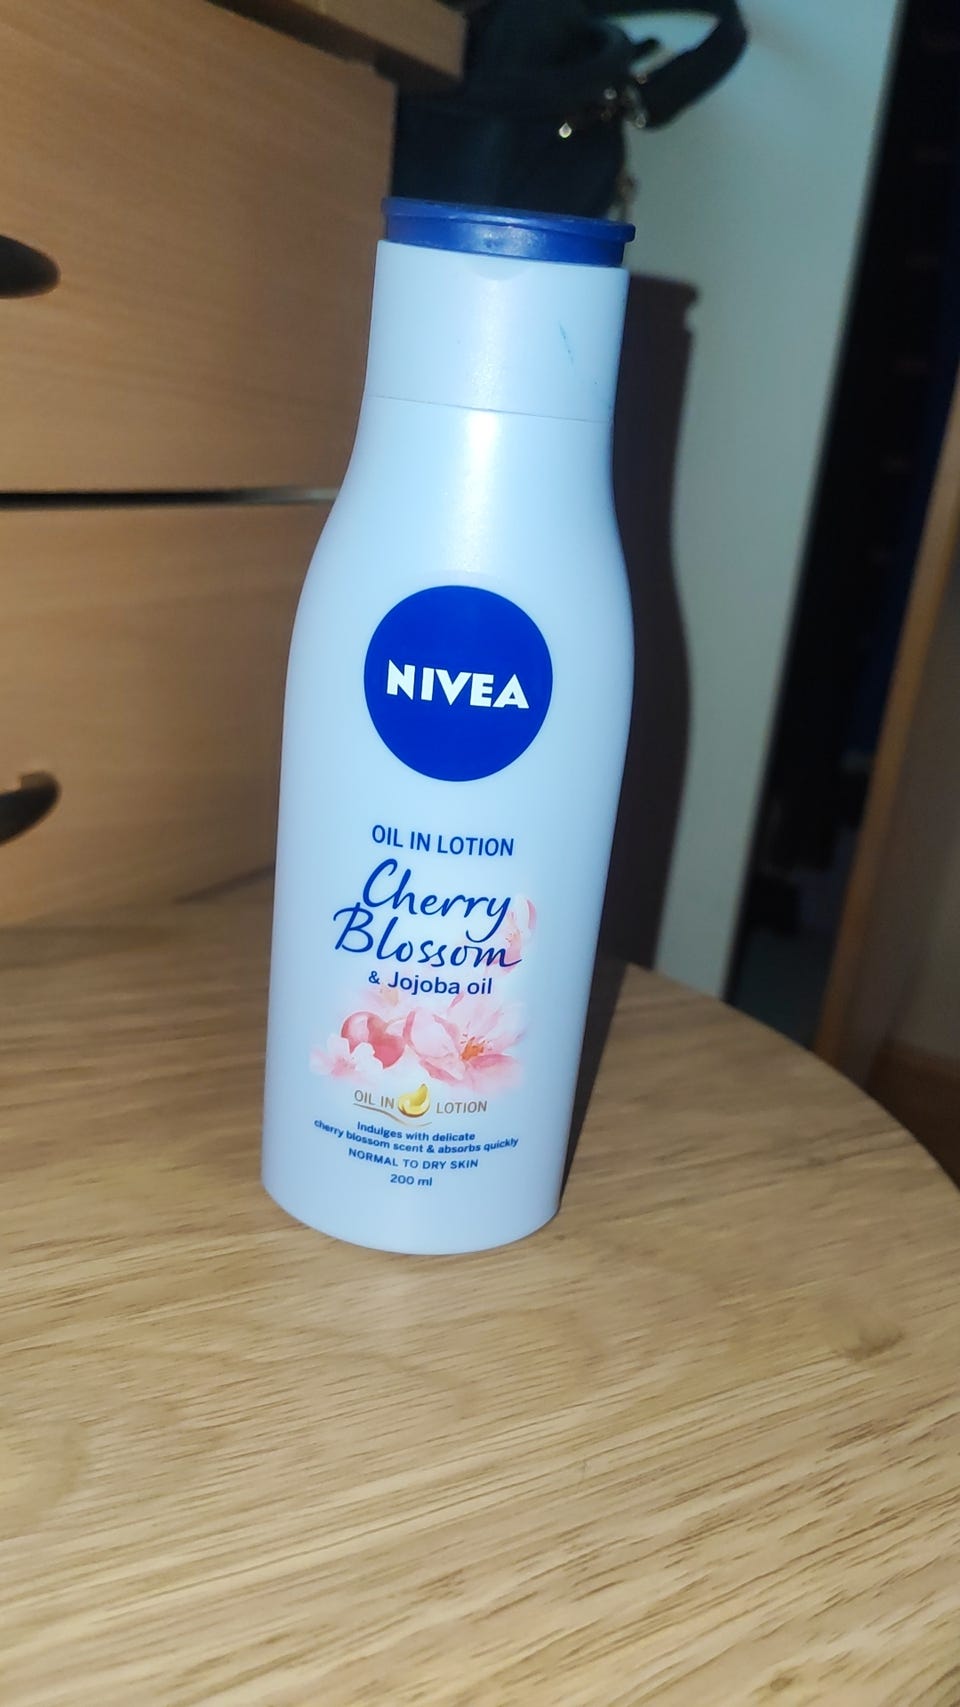 NIVEA
OIL IN LOTION
Cherry
Blossom
& Jojoba oil
OIL IN LOTION
Indulges with delicate
cherry blossom scent & absorbs quickly
NORMAL TO DRY SKIN
200 ml